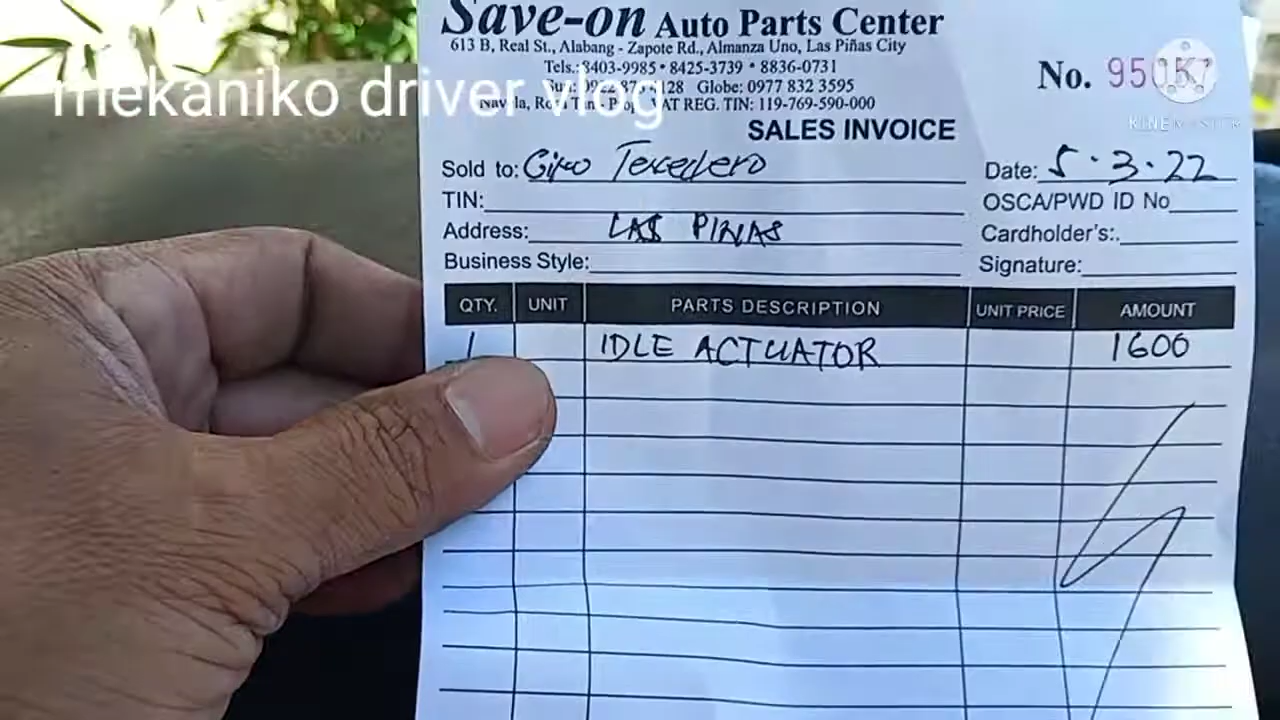 Save-on Auto Parts Center
613 B, Real St., Alabang - Zapote Rd., Almanza Uno, Las Piñas City
Tels.: 8403-9985 • 8425-3739 • 8836-0731
Globe: 0977 832 3595
VAT REG. TIN: 119-769-590-000
mekaniko driver vlog
No. 950
KINEMASTER
SALES INVOICE
Sold to:
Date: 5.3.22
TIN:
OSCA/PWD ID No
Address: LAS PIÑAS
Cardholder's:.
Business Style:
Signature:
QTY. UNIT PARTS DESCRIPTION UNIT PRICE AMOUNT
1 IDLE ACTUATOR 1600